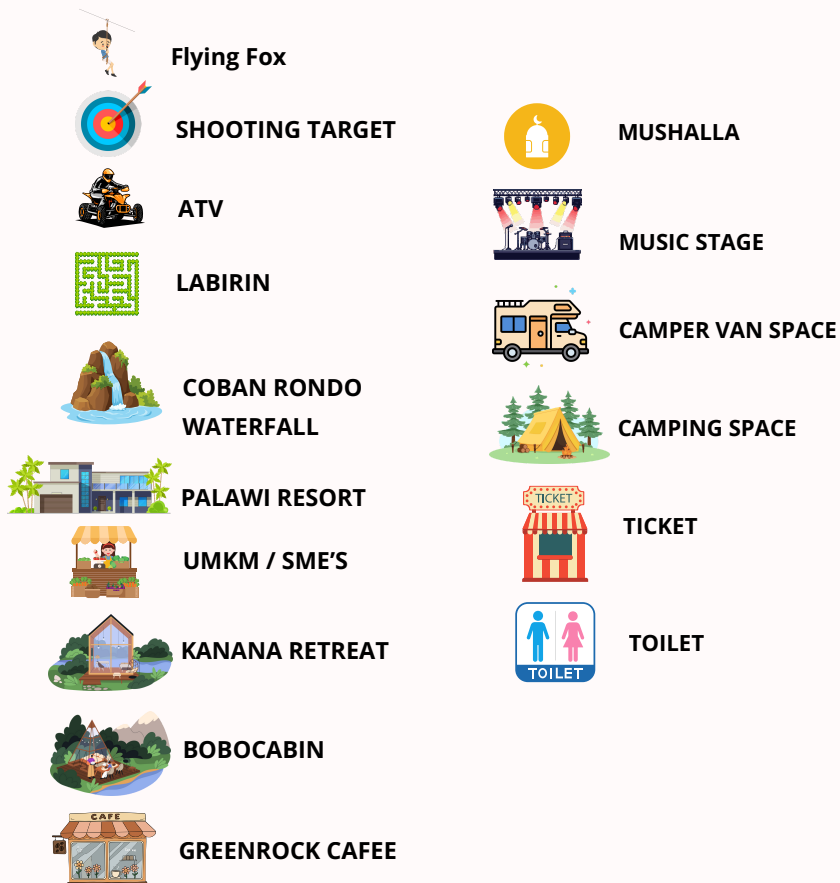 Flying Fox
SHOOTING TARGET
ATV
LABIRIN
COBAN RONDO
WATERFALL
PALAWI RESORT
UMKM / SME’S
KANANA RETREAT
BOBOCABIN
CAFE
GREENROCK CAFEE
MUSHALLA
MUSIC STAGE
CAMPER VAN SPACE
CAMPING SPACE
TICKET
TICKET
TOILET
TOILET